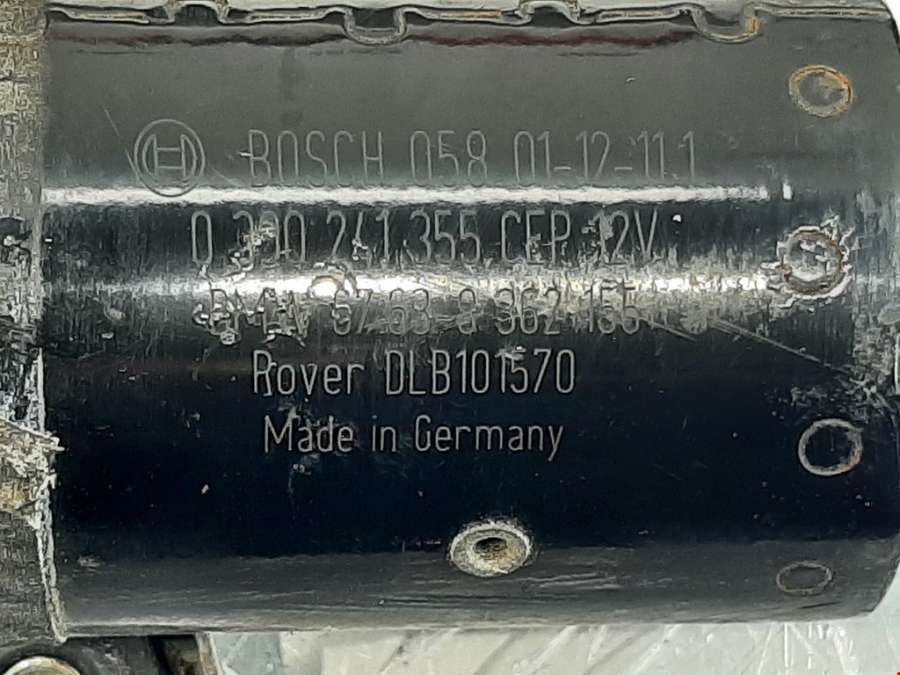 BOSCH 058 01-12-11.1
0 390 241 355 CEP 12V
BMW 67.63-8 362 155
Rover DLB101570
Made in Germany